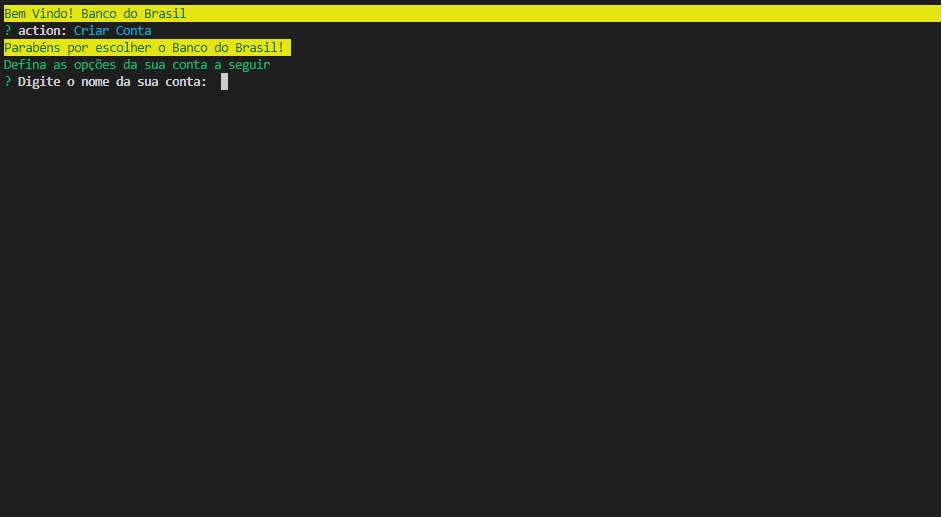 Bem Vindo! Banco do Brasil
? action: Criar Conta
Parabéns por escolher o Banco do Brasil!
Defina as opções da sua conta a seguir
? Digite o nome da sua conta: